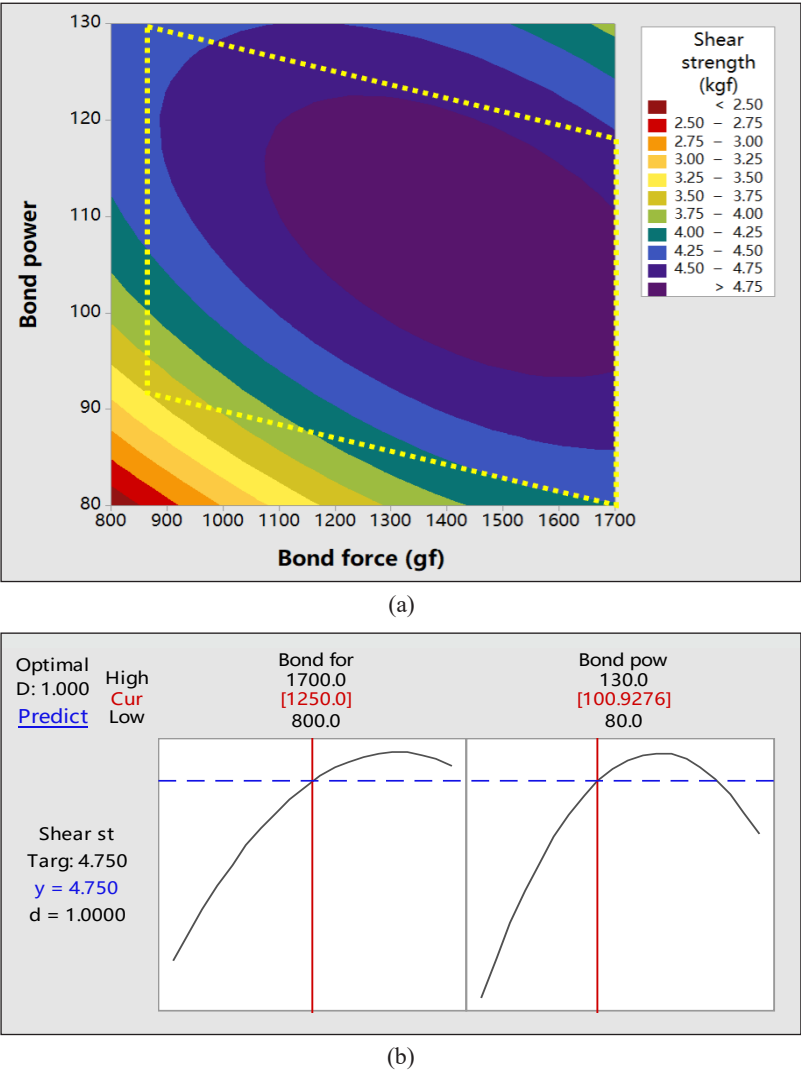 130
120
110
100
90
80
Bond power
800 900 1000 1100 1200 1300 1400 1500 1600 1700
Bond force (gf)
Shear
strength
(kgf)
< 2.50
2.50 – 2.75
2.75 – 3.00
3.00 – 3.25
3.25 – 3.50
3.50 – 3.75
3.75 – 4.00
4.00 – 4.25
4.25 – 4.50
4.50 – 4.75
> 4.75
(a)
Optimal
D: 1.000
Predict
High
Cur
Low
Bond for
1700.0
[1250.0]
800.0
Bond pow
130.0
[100.9276]
80.0
Shear st
Targ: 4.750
y = 4.750
d = 1.0000
(b)